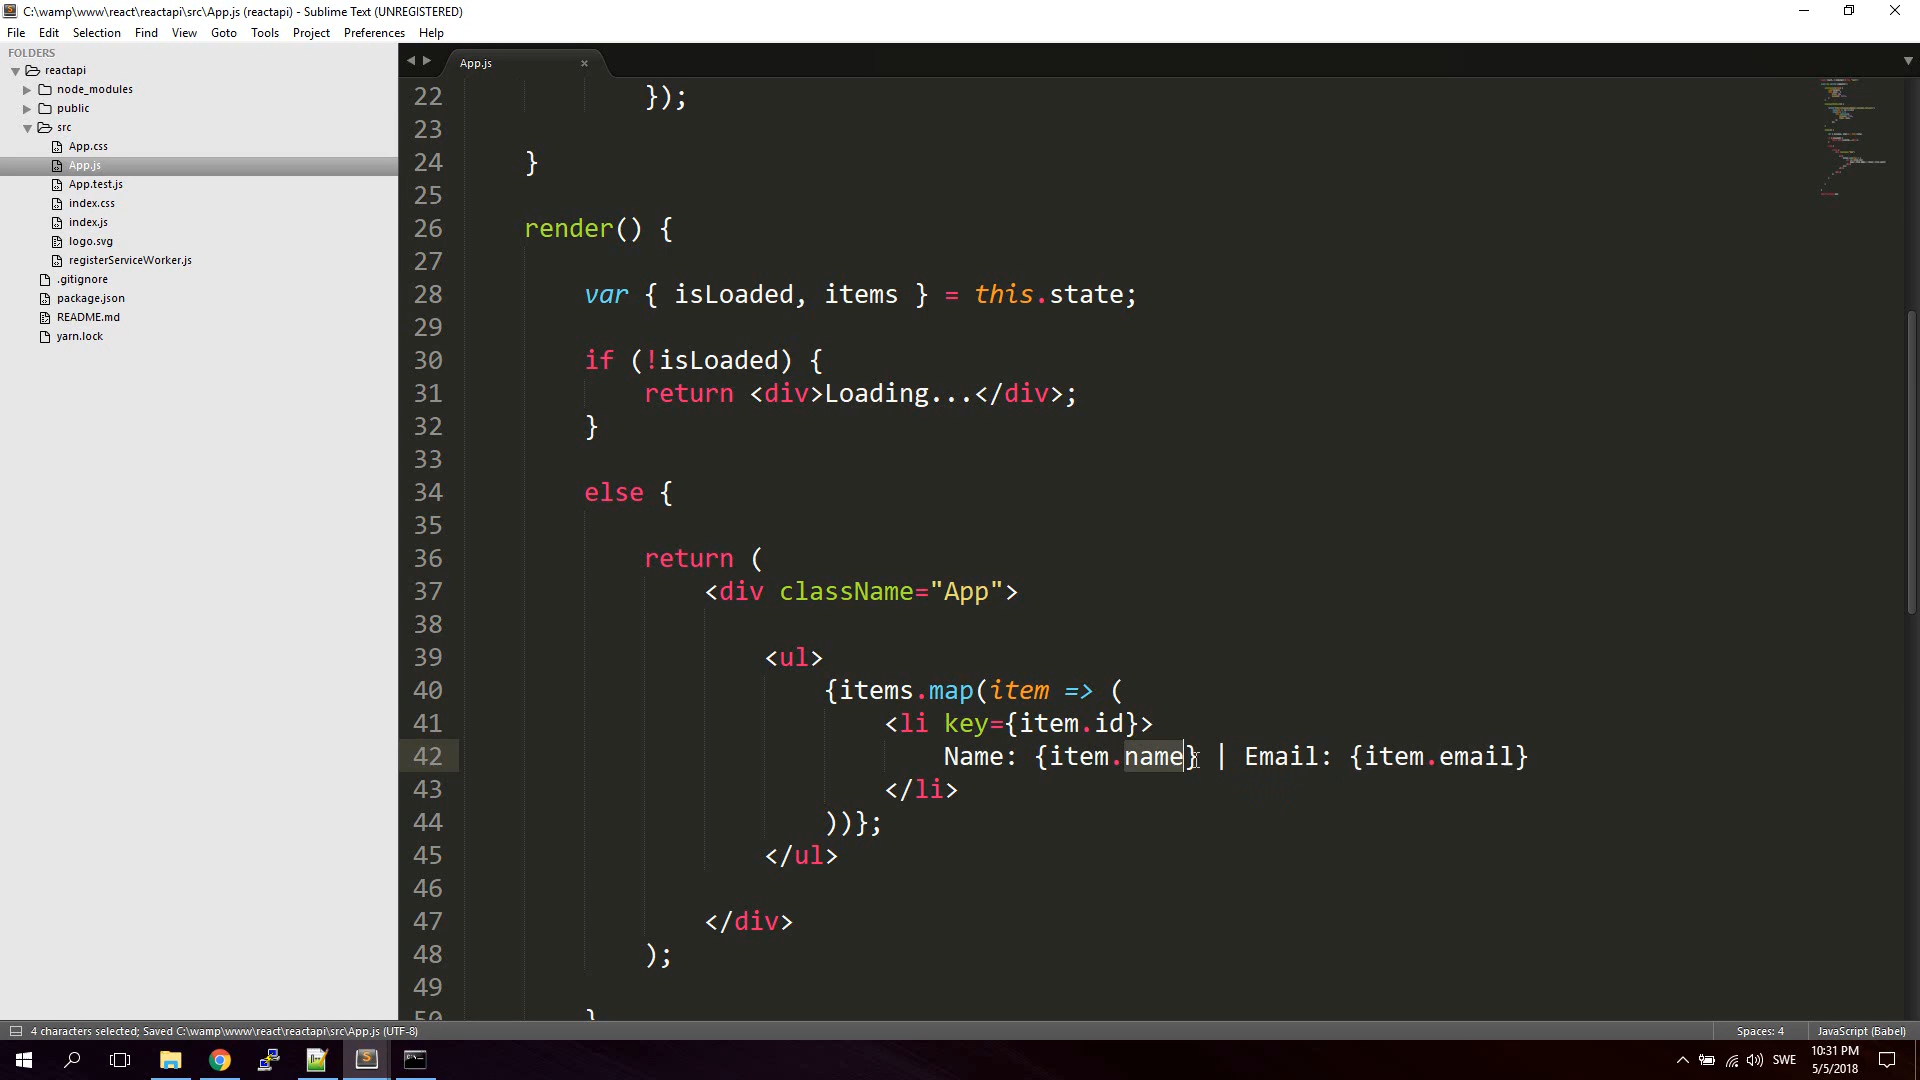 C:\wamp\www\react\reactapi\src\App.js (reactapi) - Sublime Text (UNREGISTERED)
File Edit Selection Find View Goto Tools Project Preferences Help
FOLDERS
reactapi
node_modules
public
src
App.css
App.js
App.test.js
index.css
index.js
logo.svg
registerServiceWorker.js
.gitignore
package.json
README.md
yarn.lock
App.js
22 });
23
24 }
25
26 render() {
27
28 var { isLoaded, items } = this.state;
29
30 if (!isLoaded) {
31 return <div>Loading...</div>;
32 }
33
34 else {
35
36 return (
37 <div className="App">
38
39 <ul>
40 {items.map(item => (
41 <li key={item.id}>
42 Name: {item.name} | Email: {item.email}
43 </li>
44 ))};
45 </ul>
46
47 </div>
48 );
49
50 }
4 characters selected; Saved C:\wamp\www\react\reactapi\src\App.js (UTF-8)
Spaces: 4
JavaScript (Babel)
SWE
10:31 PM
5/5/2018